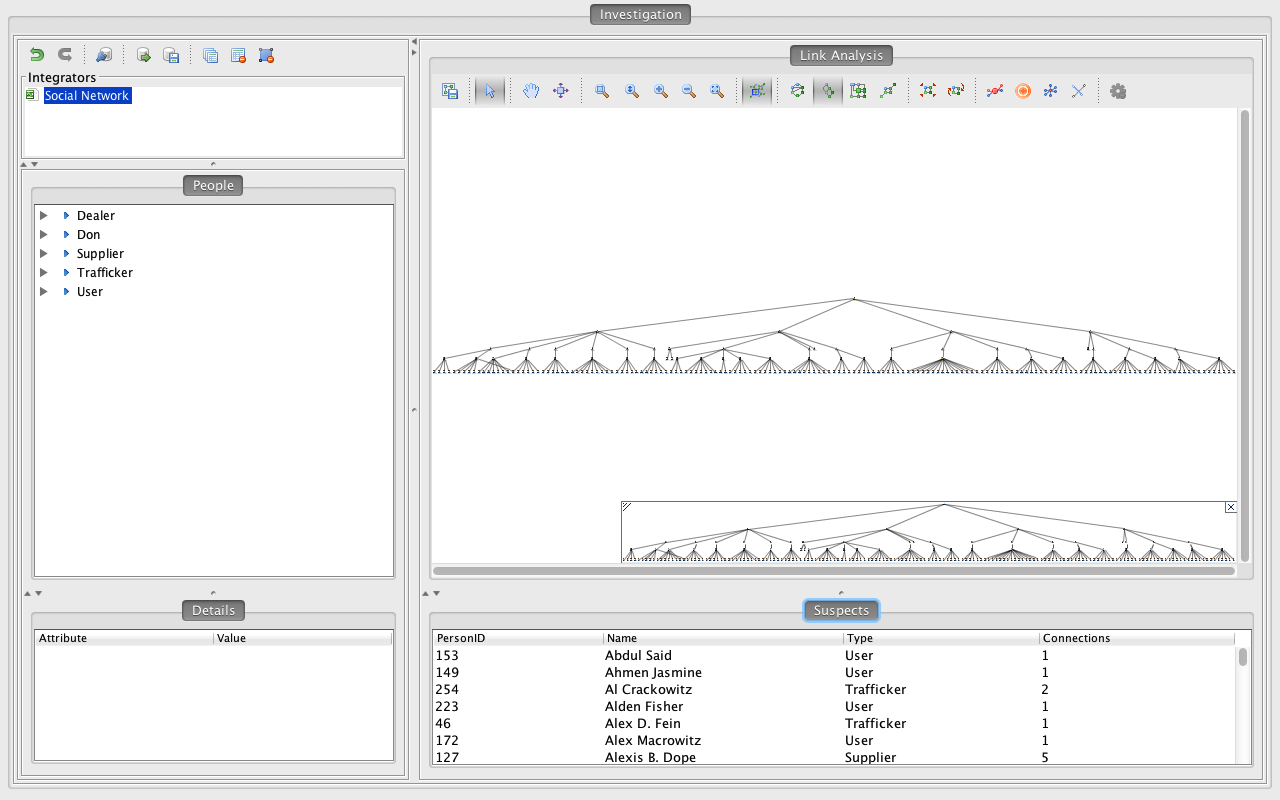 Investigation
Integrators
Social Network
People
Dealer
Don
Supplier
Trafficker
User
Details
Attribute Value
Link Analysis
Suspects
PersonID Name Type Connections
153 Abdul Said User 1
149 Ahmen Jasmine User 1
254 Al Crackowitz Trafficker 2
223 Alden Fisher User 1
46 Alex D. Fein Trafficker 1
172 Alex Macrowitz User 1
127 Alexis B. Dope Supplier 5